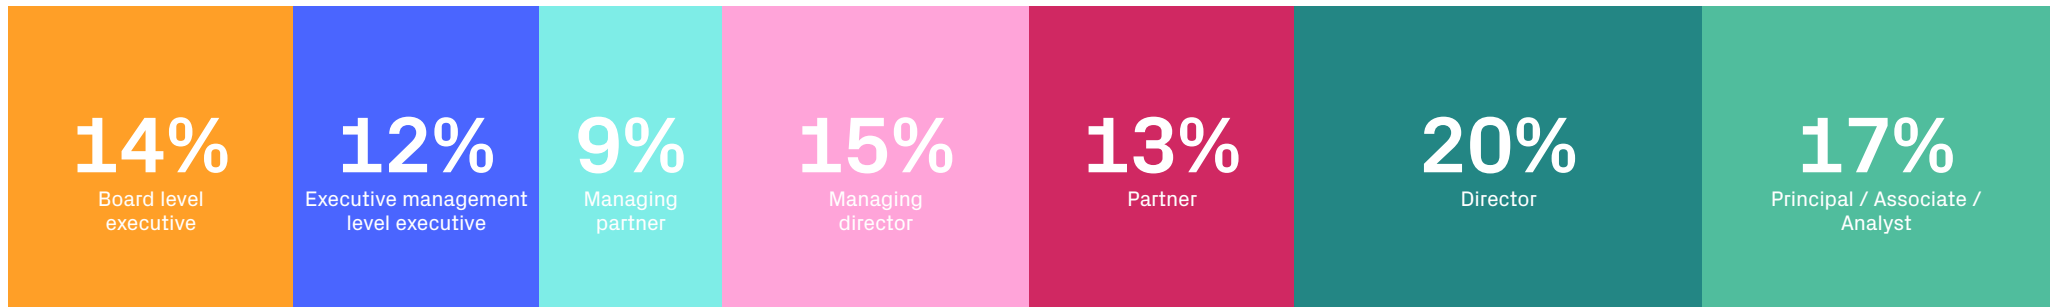 14%
Board level
executive
12%
Executive management
level executive
9%
Managing
partner
15%
Managing
director
13%
Partner
20%
Director
17%
Principal / Associate /
Analyst